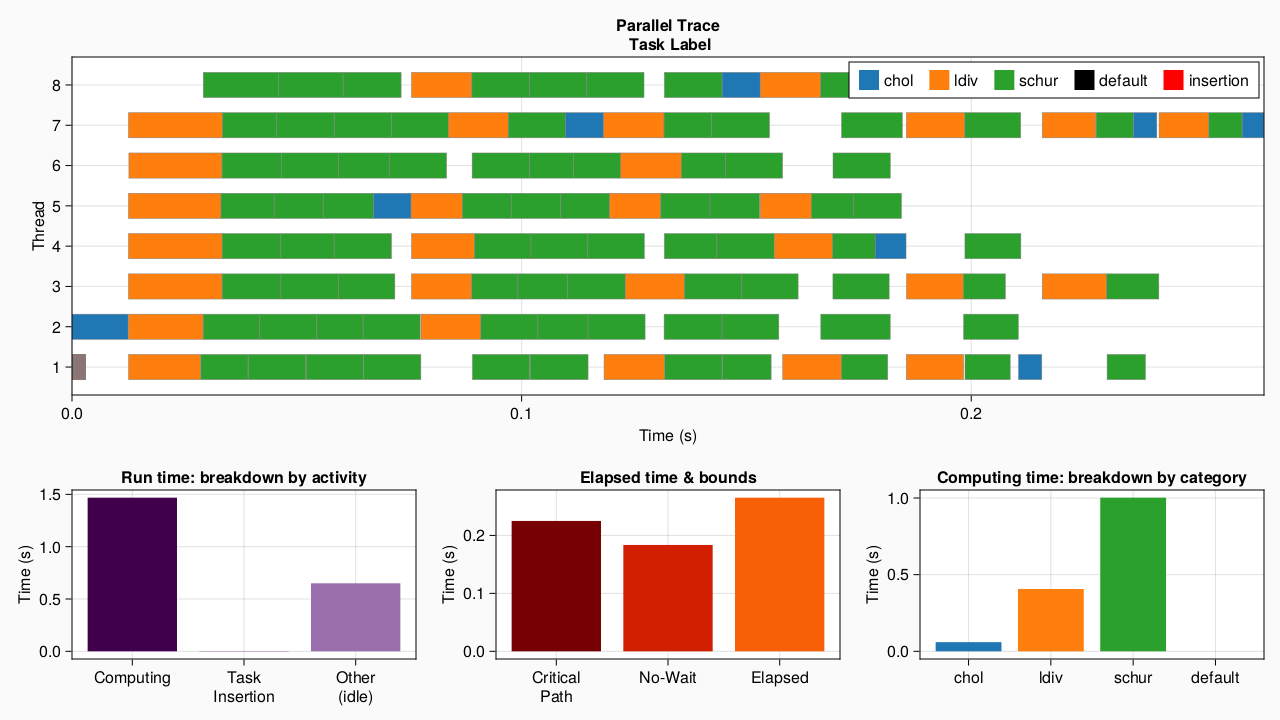 Parallel Trace
Task Label
chol ldiv schur default insertion
8
7
6
5
4
3
2
1
Thread
0.0 0.1 0.2
Time (s)
Run time: breakdown by activity
1.5
1.0
0.5
0.0
Time (s)
Computing Task Insertion Other (idle)
Elapsed time & bounds
0.2
0.1
0.0
Time (s)
Critical Path No-Wait Elapsed
Computing time: breakdown by category
1.0
0.5
0.0
Time (s)
chol ldiv schur default